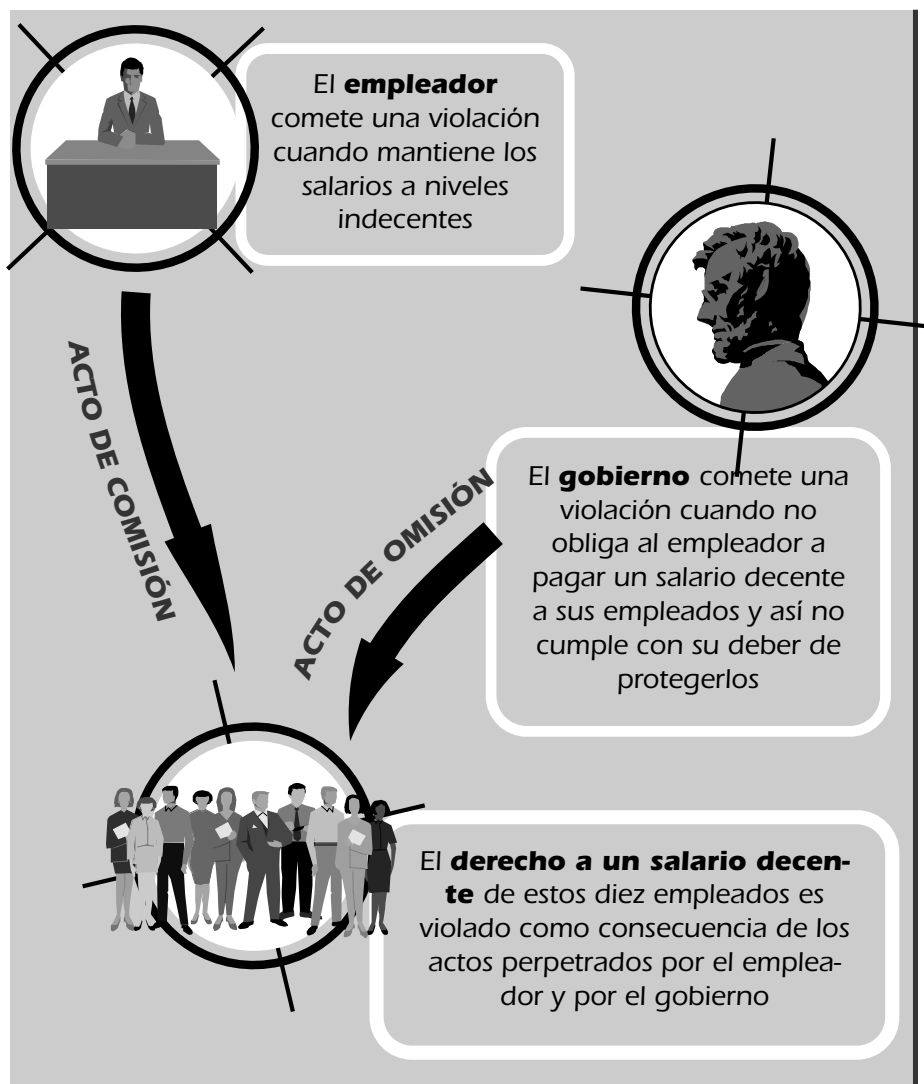 El empleador
comete una violación
cuando mantiene los
salarios a niveles
indecentes
ACTO DE COMISIÓN
ACTO DE OMISIÓN
El gobierno comete una
violación cuando no
obliga al empleador a
pagar un salario decente
a sus empleados y así no
cumple con su deber de
protegerlos
El derecho a un salario decen-
te de estos diez empleados es
violado como consecuencia de los
actos perpetrados por el emplea-
dor y por el gobierno